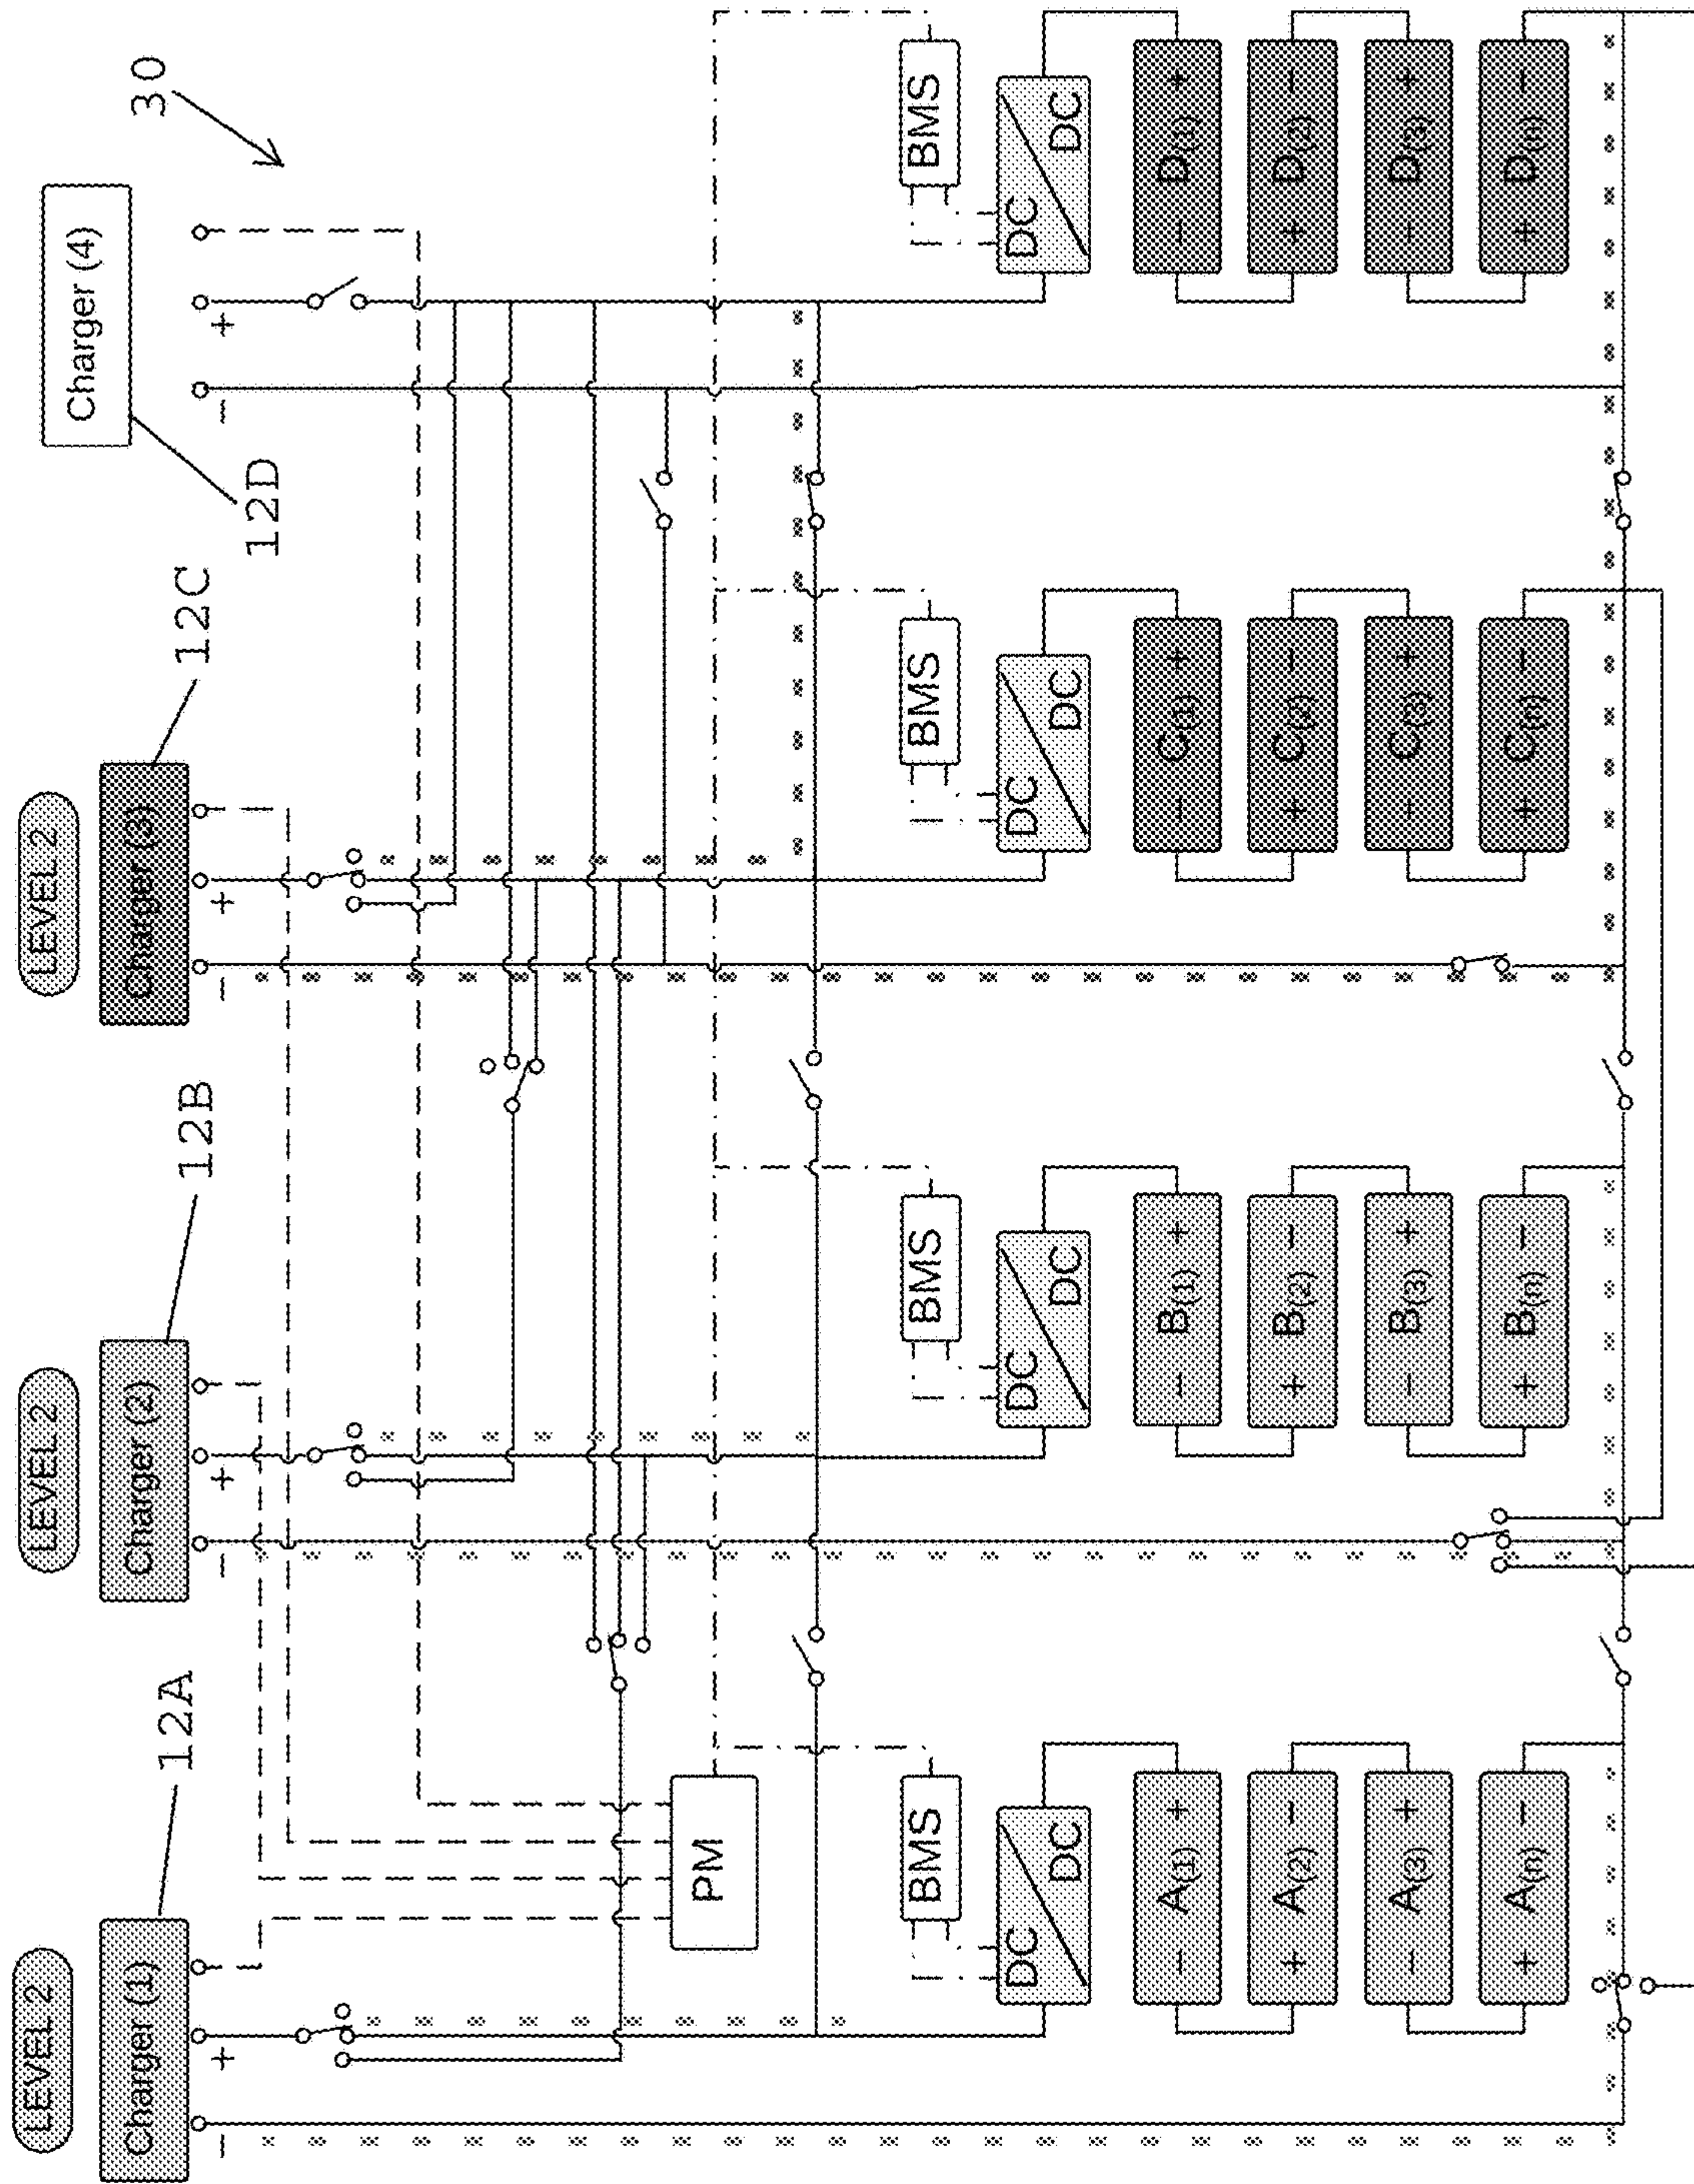 LEVEL 2
LEVEL 2
LEVEL 2
Charger (1)
Charger (2)
Charger (3)
Charger (4)
12A
12B
12C
12D
30
− +
− +
− +
− +
PM
BMS
BMS
BMS
BMS
DC DC
DC DC
DC DC
DC DC
− A(1) +
− B(1) +
− C(1) +
− D(1) +
+ A(2) −
+ B(2) −
+ C(2) −
+ D(2) −
− A(3) +
− B(3) +
− C(3) +
− D(3) +
+ A(n) −
+ B(n) −
+ C(n) −
+ D(n) −